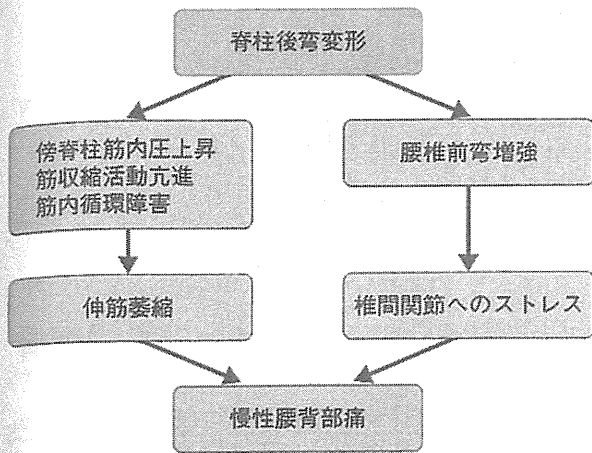 脊柱後弯変形
傍脊柱筋内圧上昇
筋収縮活動亢進
筋内循環障害
腰椎前弯増強
伸筋萎縮
椎間関節へのストレス
慢性腰背部痛